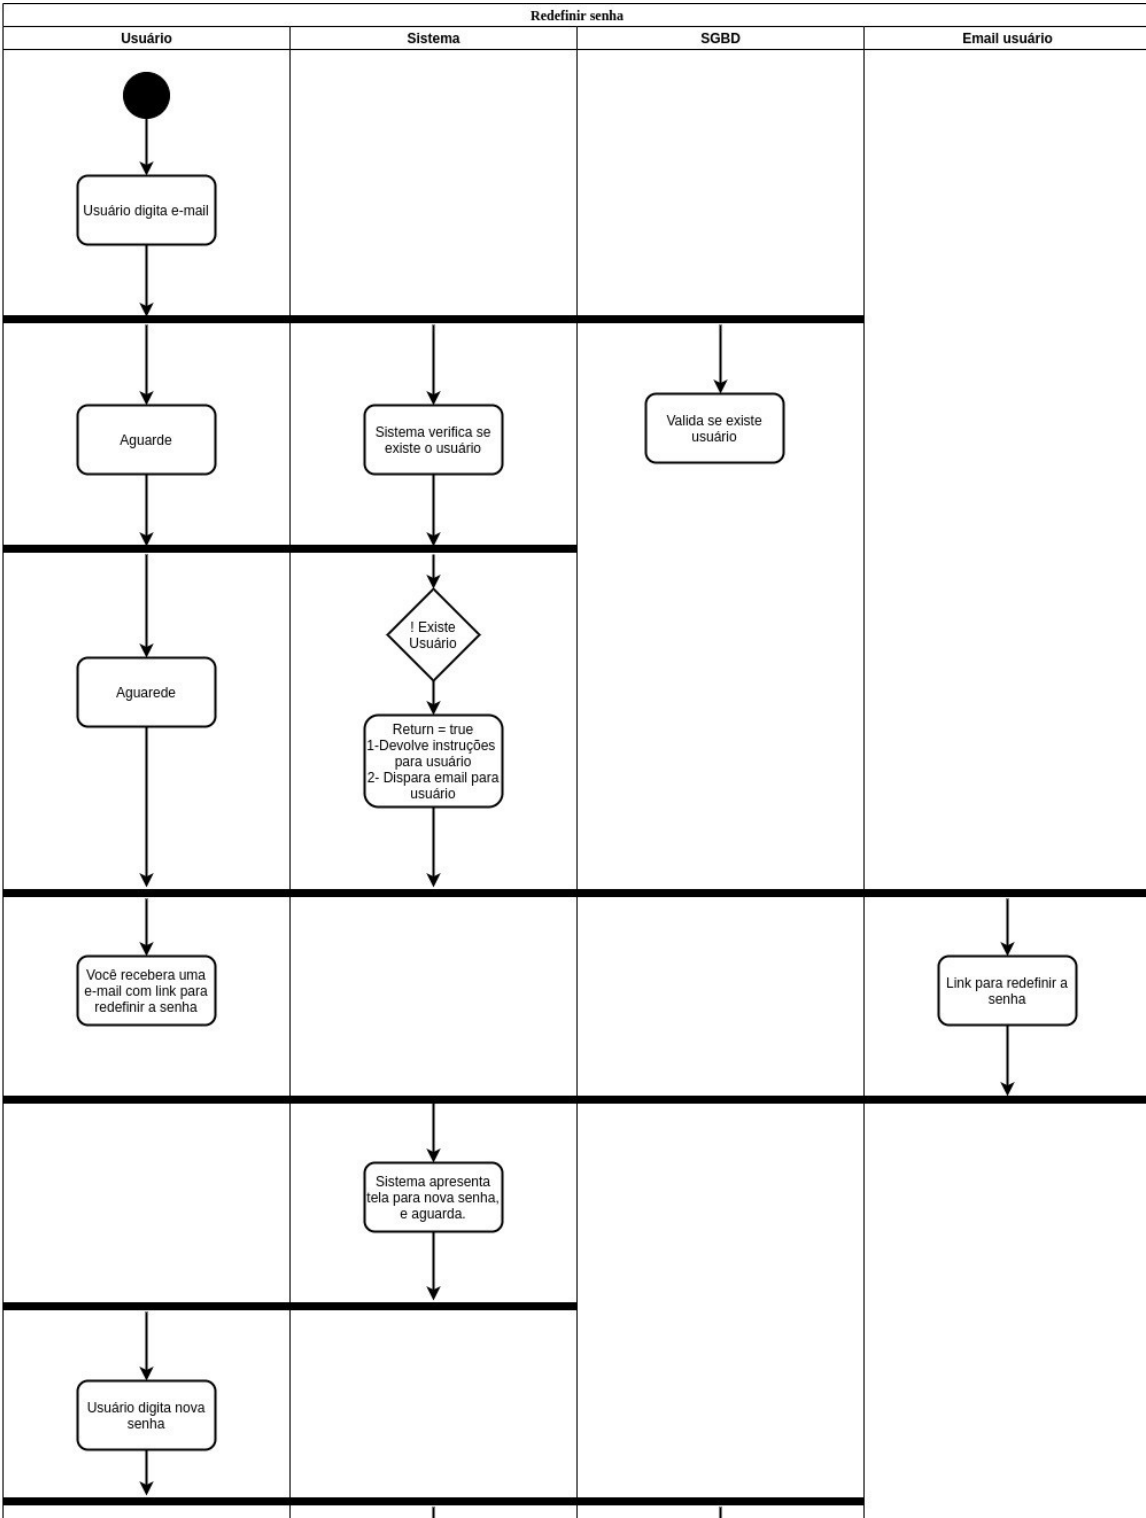 Redefinir senha
Usuário
Sistema
SGBD
Email usuário
Usuário digita e-mail
Aguarde
Sistema verifica se
existe o usuário
Valida se existe
usuário
! Existe
Usuário
Aguarede
Return = true
1-Devolve instruções
para usuário
2- Dispara email para
usuário
Você recebera uma
e-mail com link para
redefinir a senha
Link para redefinir a
senha
Sistema apresenta
tela para nova senha,
e aguarda.
Usuário digita nova
senha